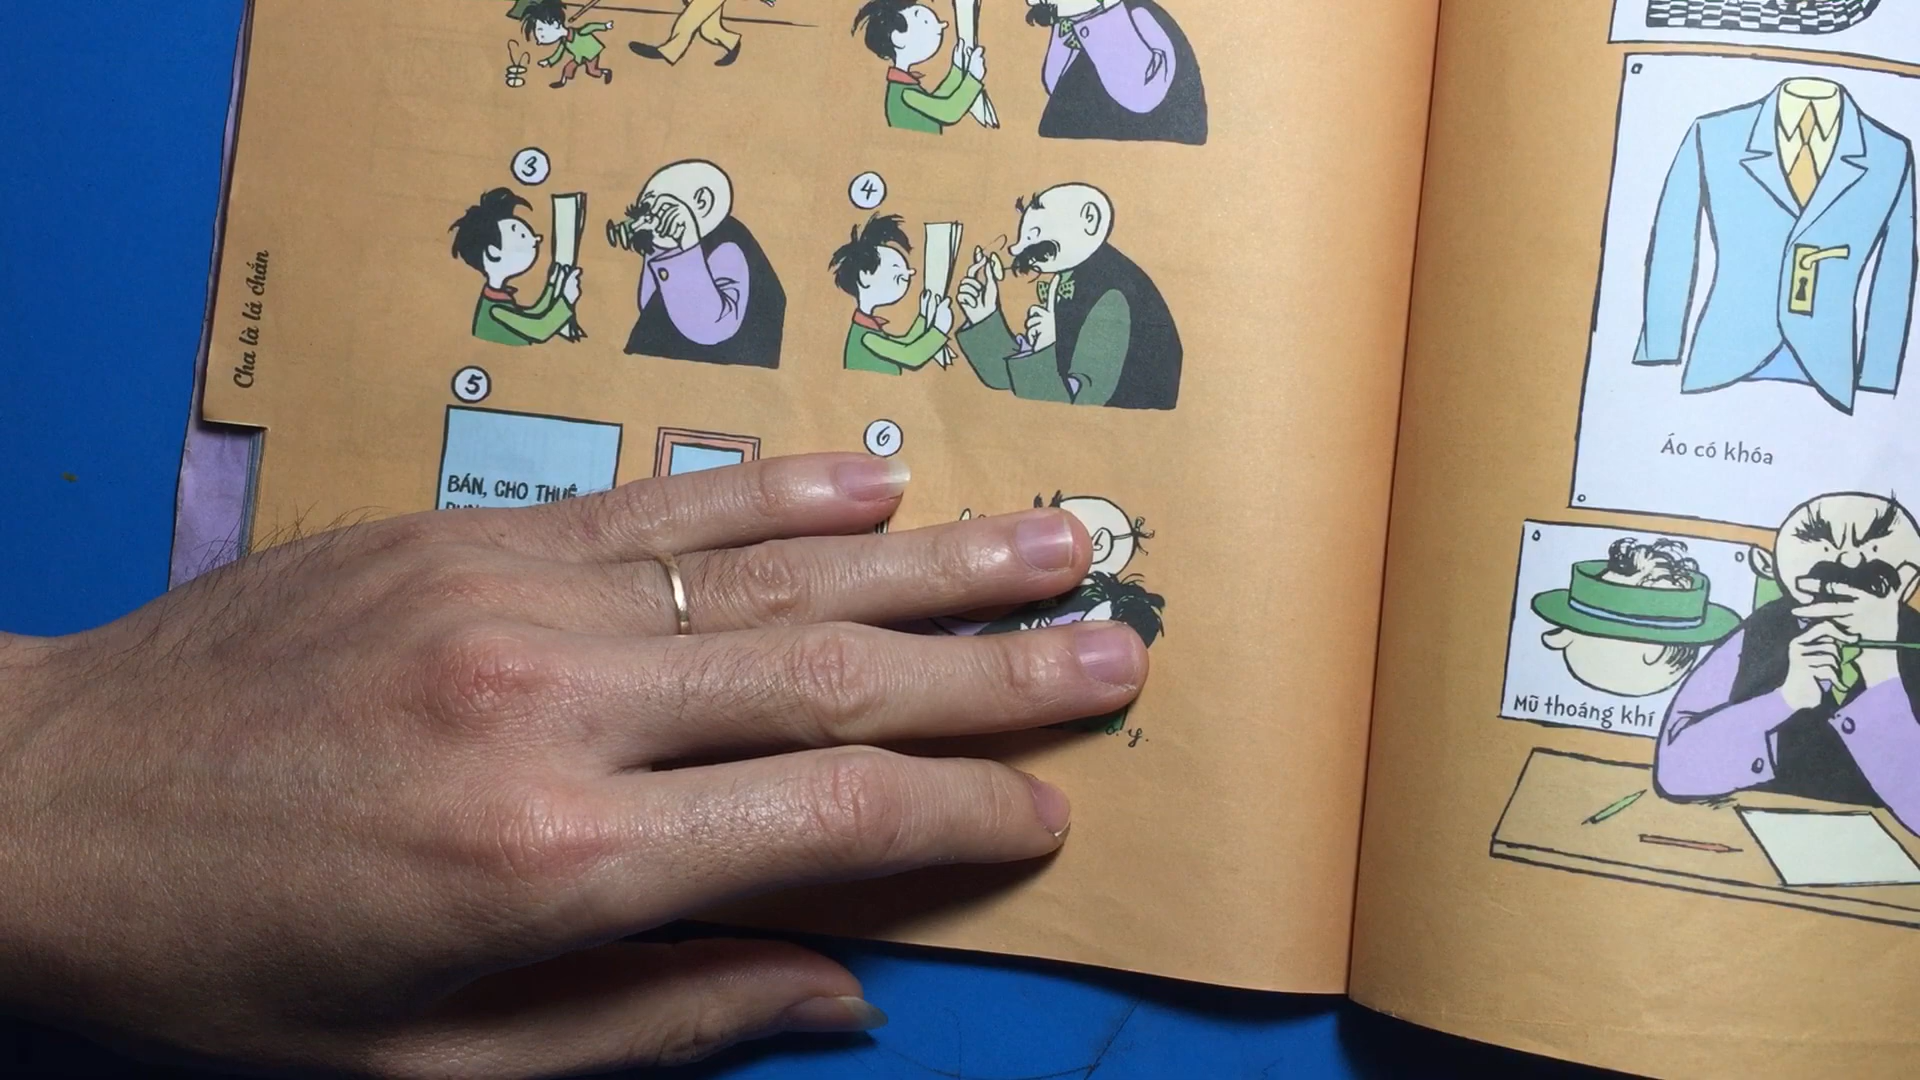 3
4
Cha là lá chắn
5
6
BÁN, CHO THUÊ
Áo có khóa
Mũ thoáng khí